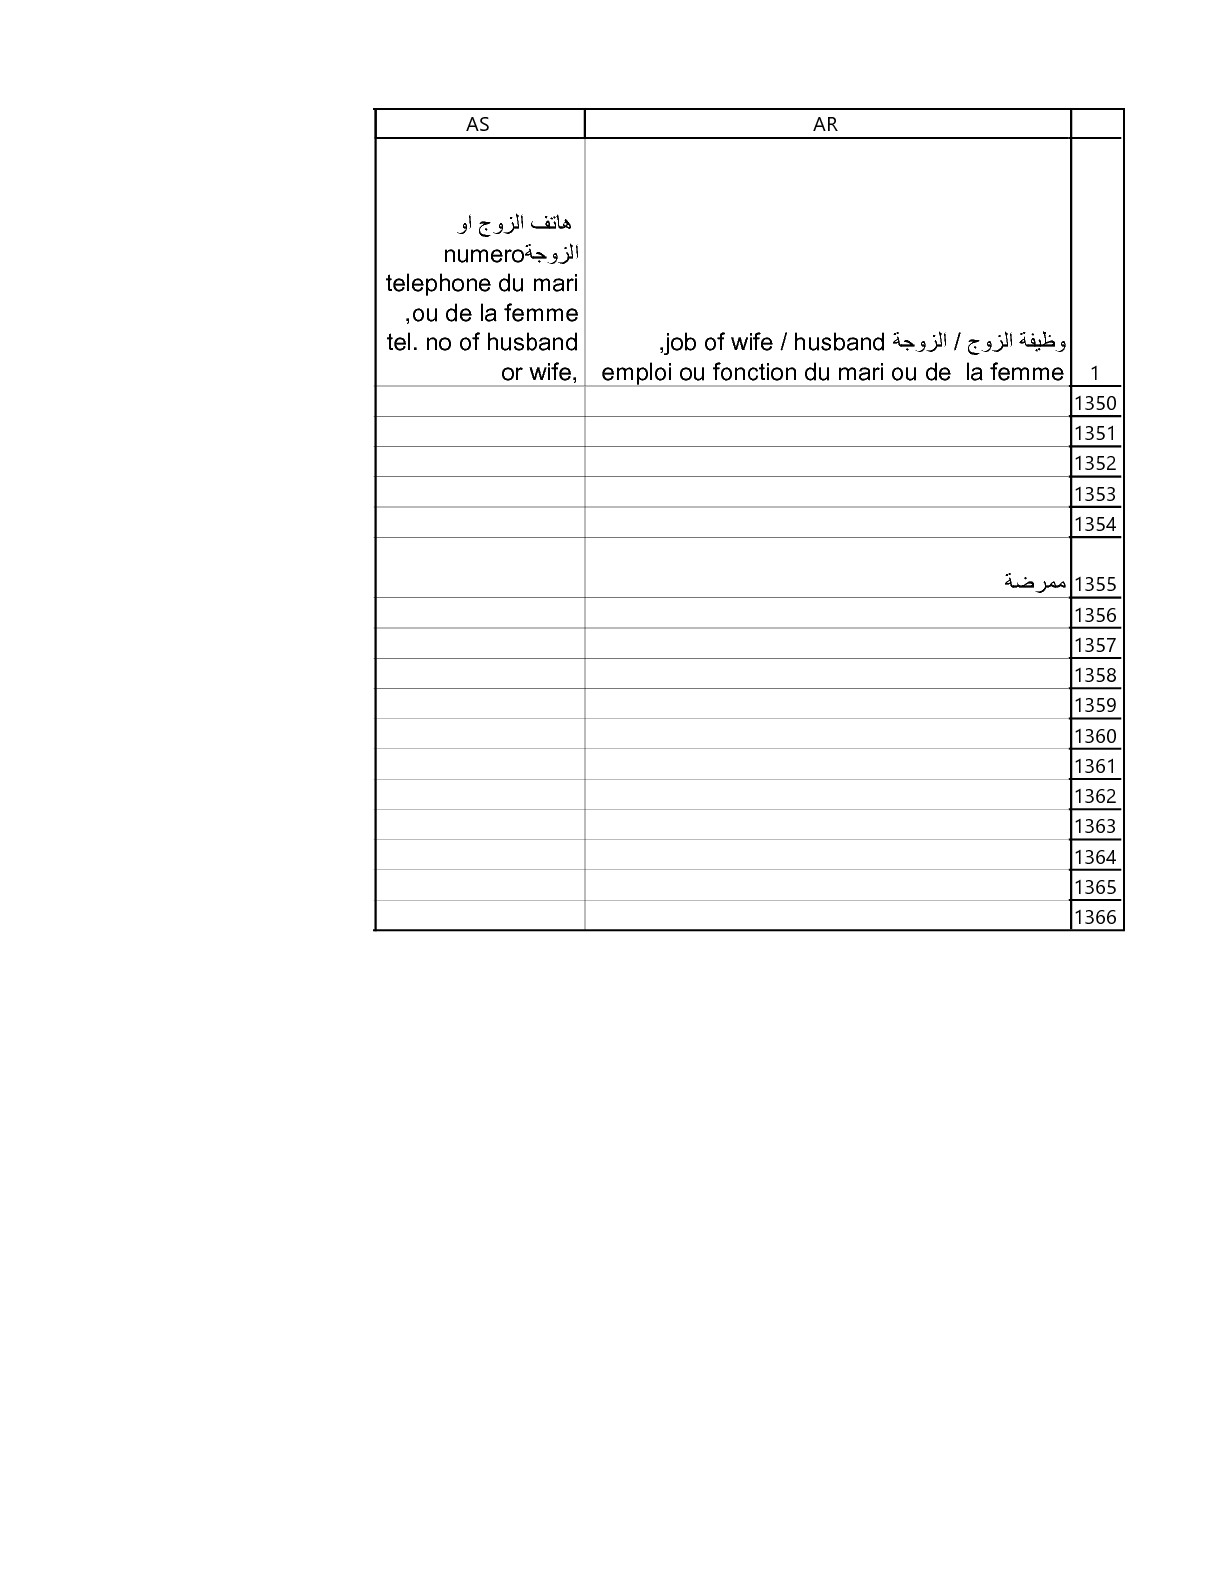 AR AS
وظيفة الزوج / الزوجة job of wife / husband,
emploi ou fonction du mari ou de  la femme
هاتف الزوج او
الزوجةnumero
telephone du mari
ou de la femme,
tel. no of husband
or wife,
1
1350
1351
1352
1353
1354
1355 ممرضة
1356
1357
1358
1359
1360
1361
1362
1363
1364
1365
1366